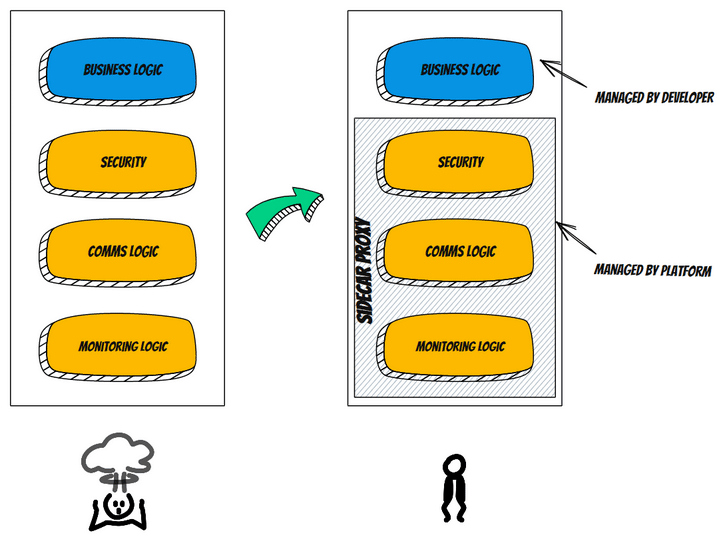 BUSINESS LOGIC
SECURITY
COMMS LOGIC
MONITORING LOGIC
BUSINESS LOGIC
SECURITY
COMMS LOGIC
MONITORING LOGIC
SIDECAR PROXY
MANAGED BY DEVELOPER
MANAGED BY PLATFORM